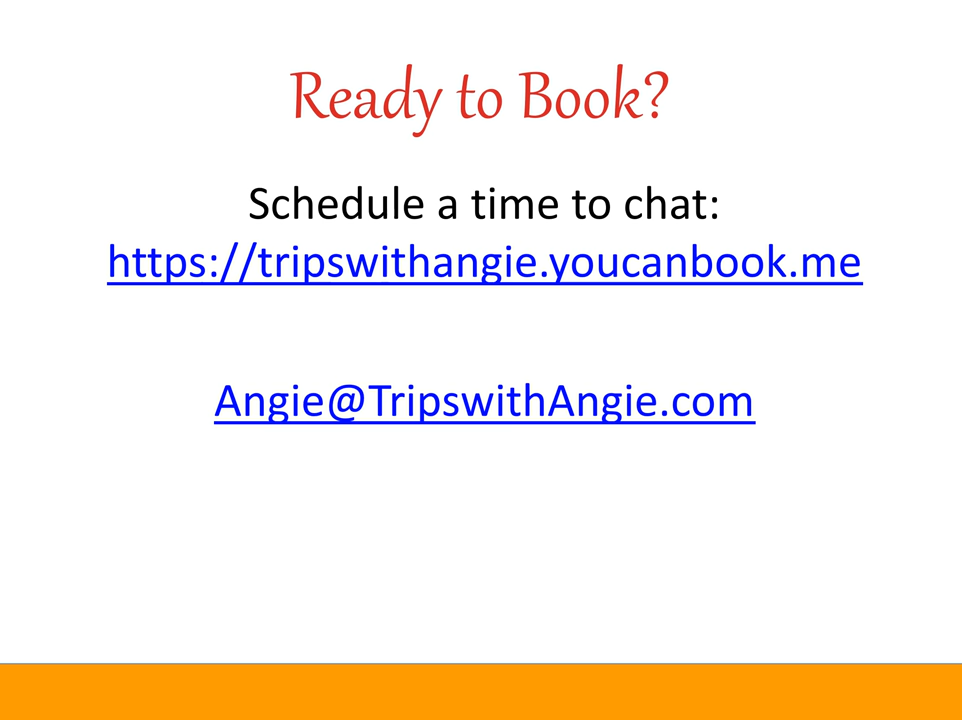 Ready to Book?
Schedule a time to chat:
https://tripswithangie.youcanbook.me
Angie@TripswithAngie.com